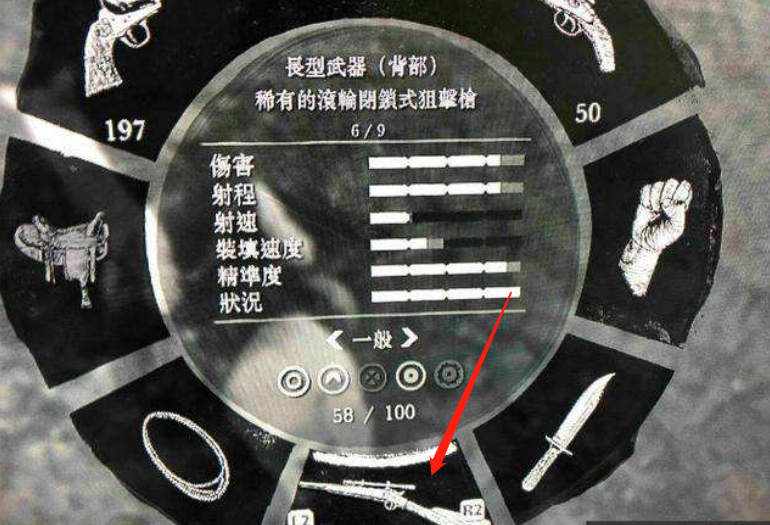 長型武器（背部）
稀有的滾輪閉鎖式狙擊槍
6/9
197
50
傷害
射程
射速
裝填速度
精準度
狀況
一般
58 / 100
L2
R2